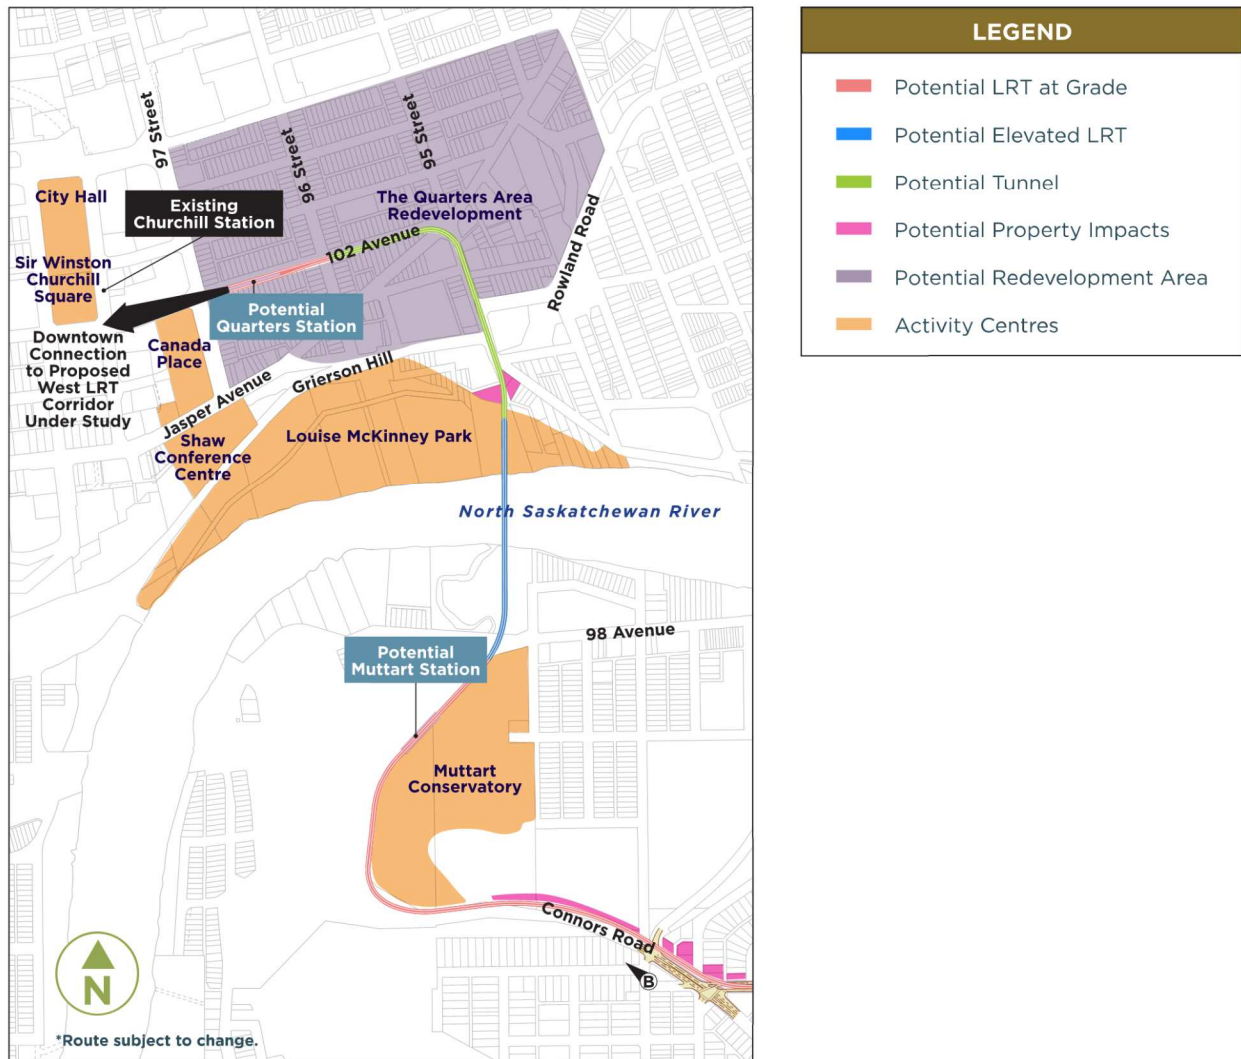 97 Street
96 Street
95 Street
City Hall
Existing
Churchill Station
The Quarters Area
Redevelopment
102 Avenue
Rowland Road
Sir Winston
Churchill
Square
Potential
Quarters Station
Downtown
Connection
to Proposed
West LRT
Corridor
Under Study
Canada
Place
Jasper Avenue
Grierson Hill
Shaw
Conference
Centre
Louise McKinney Park
North Saskatchewan River
98 Avenue
Potential
Muttart Station
Muttart
Conservatory
Connors Road
B
N
*Route subject to change.
LEGEND
Potential LRT at Grade
Potential Elevated LRT
Potential Tunnel
Potential Property Impacts
Potential Redevelopment Area
Activity Centres